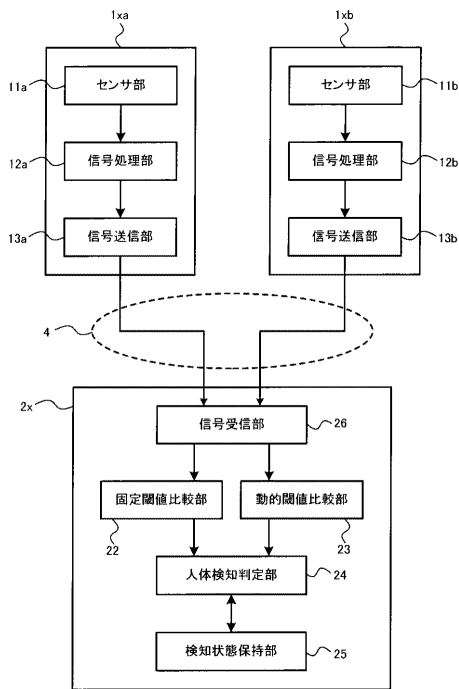 1xa
1xb
11a
センサ部
センサ部
11b
12a
信号処理部
信号処理部
12b
13a
信号送信部
信号送信部
13b
4
2x
信号受信部
26
固定閾値比較部
動的閾値比較部
22
23
人体検知判定部
24
検知状態保持部
25